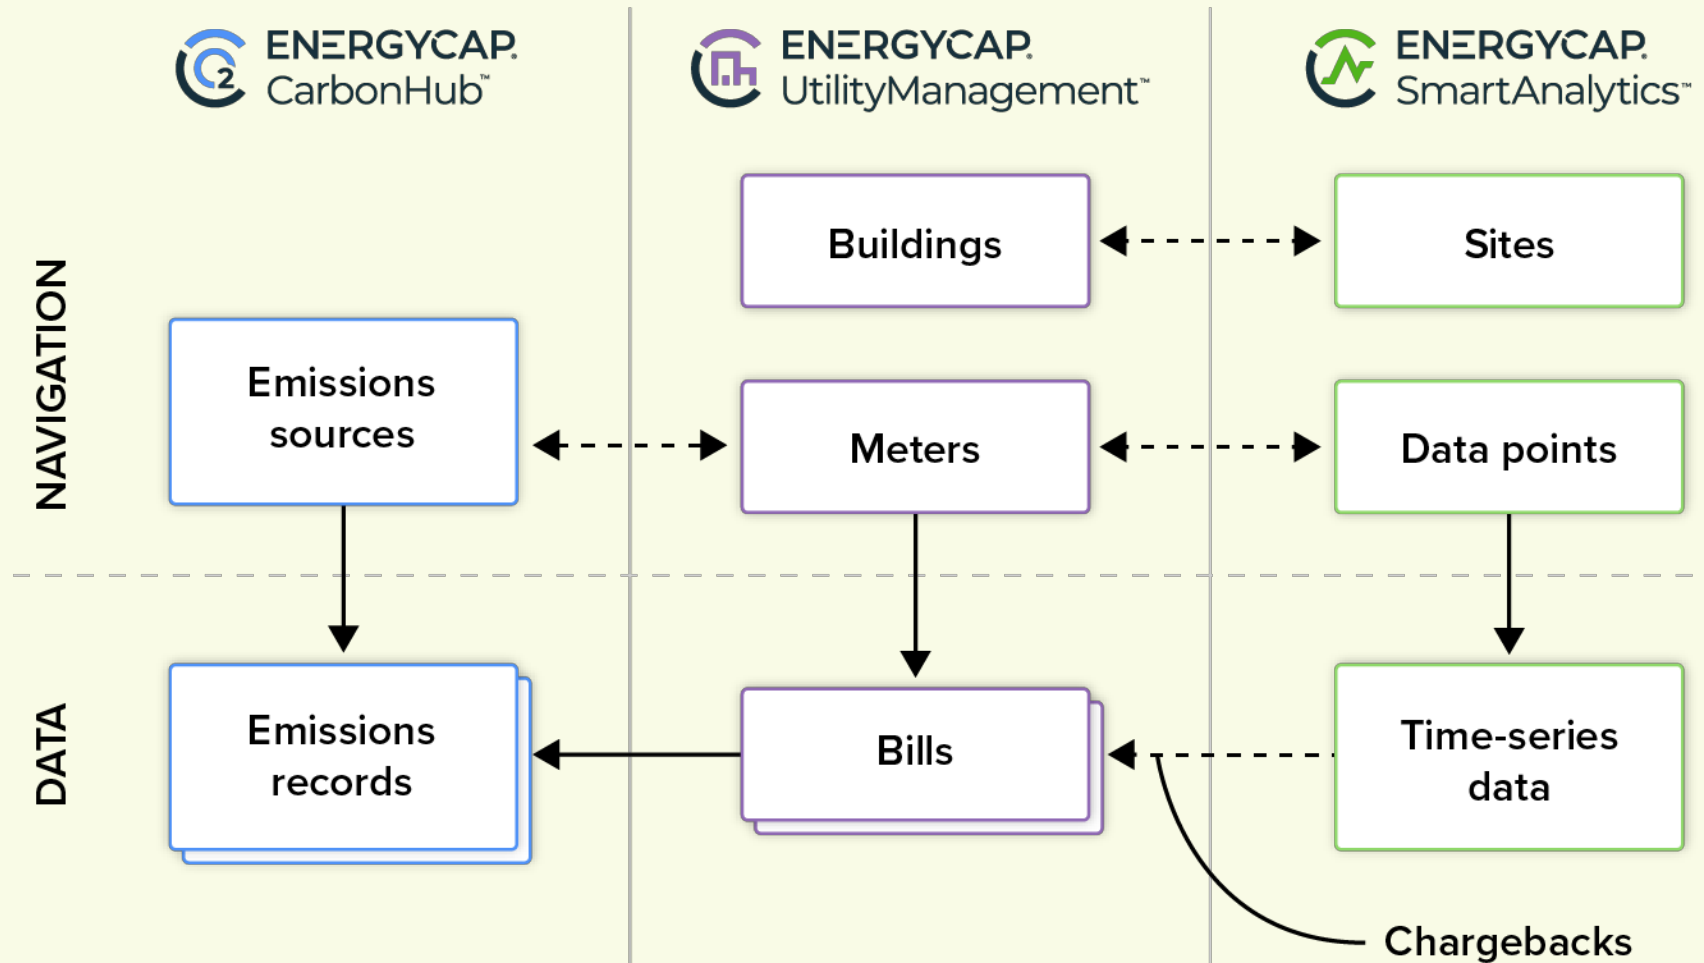 ENERGYCAP.
CarbonHub™
ENERGYCAP.
UtilityManagement™
ENERGYCAP.
SmartAnalytics™
NAVIGATION
Buildings
Sites
Emissions
sources
Meters
Data points
DATA
Emissions
records
Bills
Time-series
data
Chargebacks